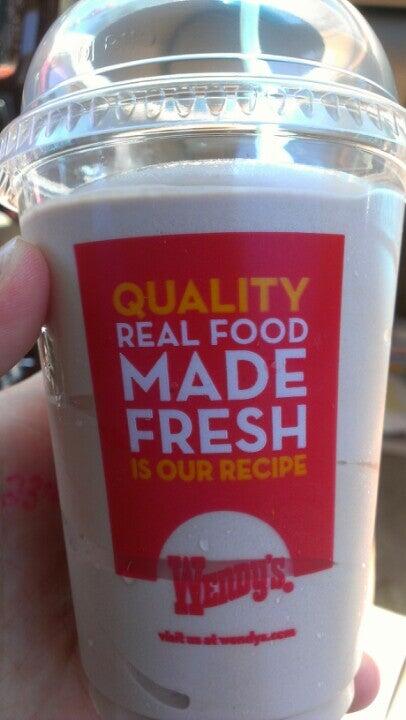 QUALITY
REAL FOOD
MADE
FRESH
IS OUR RECIPE
WENDY'S
visit us at wendys.com